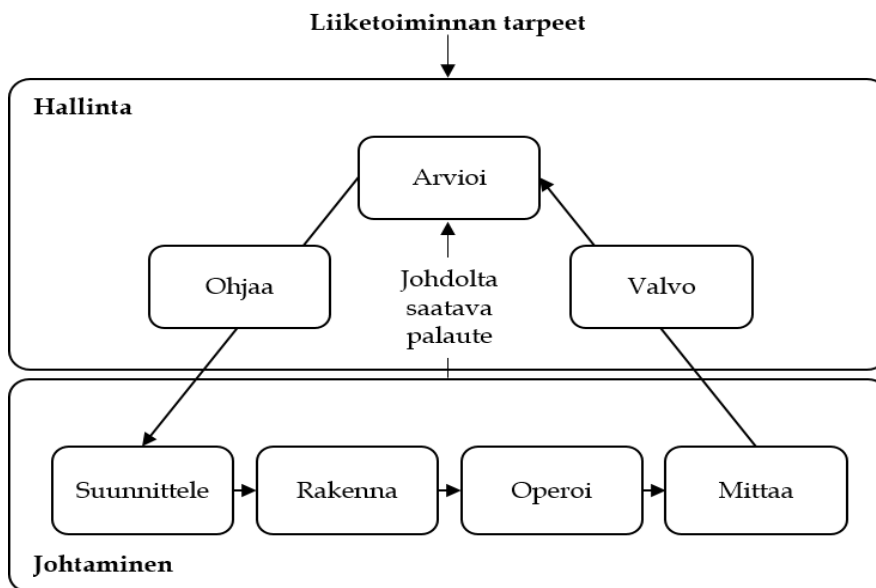 Liiketoiminnan tarpeet
Hallinta
Arvioi
Ohjaa
Johdolta
saatava
palaute
Valvo
Suunnittele
Rakenna
Operoi
Mittaa
Johtaminen